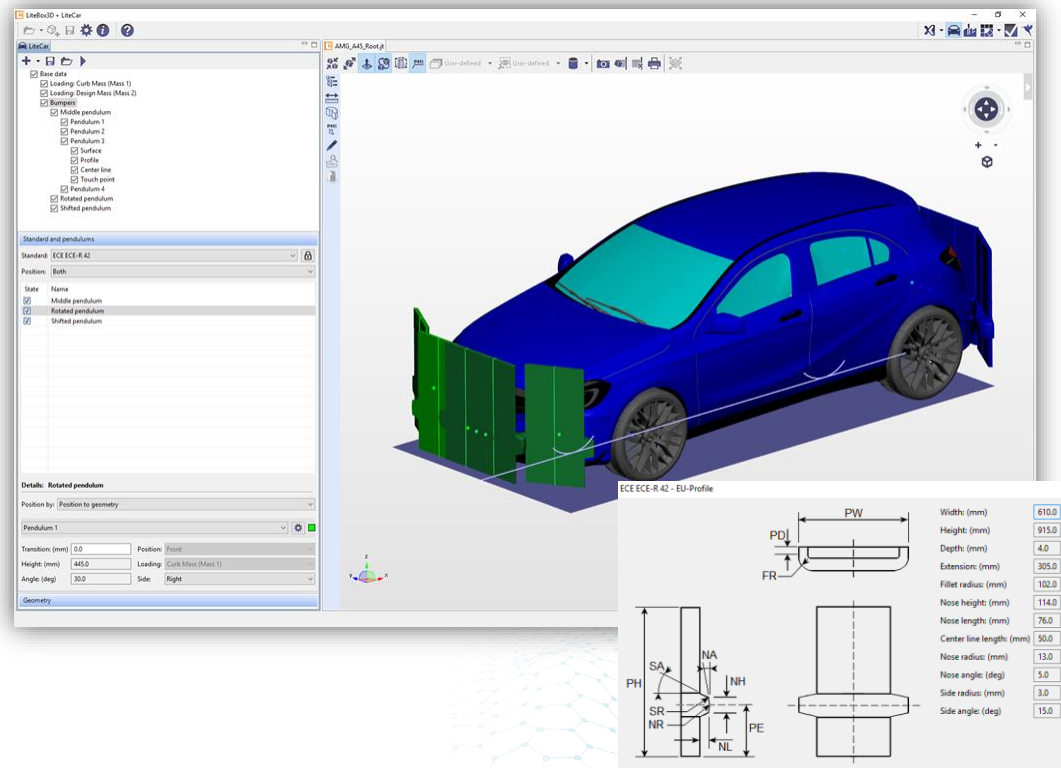 LiteBox3D + LiteCar
LiteCar
AMG_A45_Root.jt
User-defined
User-defined
PMI
PMI
Base data
Loading: Curb Mass (Mass 1)
Loading: Design Mass (Mass 2)
Bumpers
Middle pendulum
Pendulum 1
Pendulum 2
Pendulum 3
Surface
Profile
Center line
Touch point
Pendulum 4
Rotated pendulum
Shifted pendulum
Standard and pendulums
Standard: ECE ECE-R 42
Position: Both
State Name
Middle pendulum
Rotated pendulum
Shifted pendulum
Details: Rotated pendulum
Position by: Position to geometry
Pendulum 1
Transition: (mm) 0.0 Position: Front
Height: (mm) 445.0 Loading: Curb Mass (Mass 1)
Angle: (deg) 30.0 Side: Right
Geometry
z
y
x
ECE ECE-R 42 - EU-Profile
PW
PD
FR
PH
SA
NA
NH
SR
NR
PE
NL
Width: (mm) 610.0
Height: (mm) 915.0
Depth: (mm) 4.0
Extension: (mm) 305.0
Fillet radius: (mm) 102.0
Nose height: (mm) 114.0
Nose length: (mm) 76.0
Center line length: (mm) 50.0
Nose radius: (mm) 13.0
Nose angle: (deg) 5.0
Side radius: (mm) 3.0
Side angle: (deg) 15.0